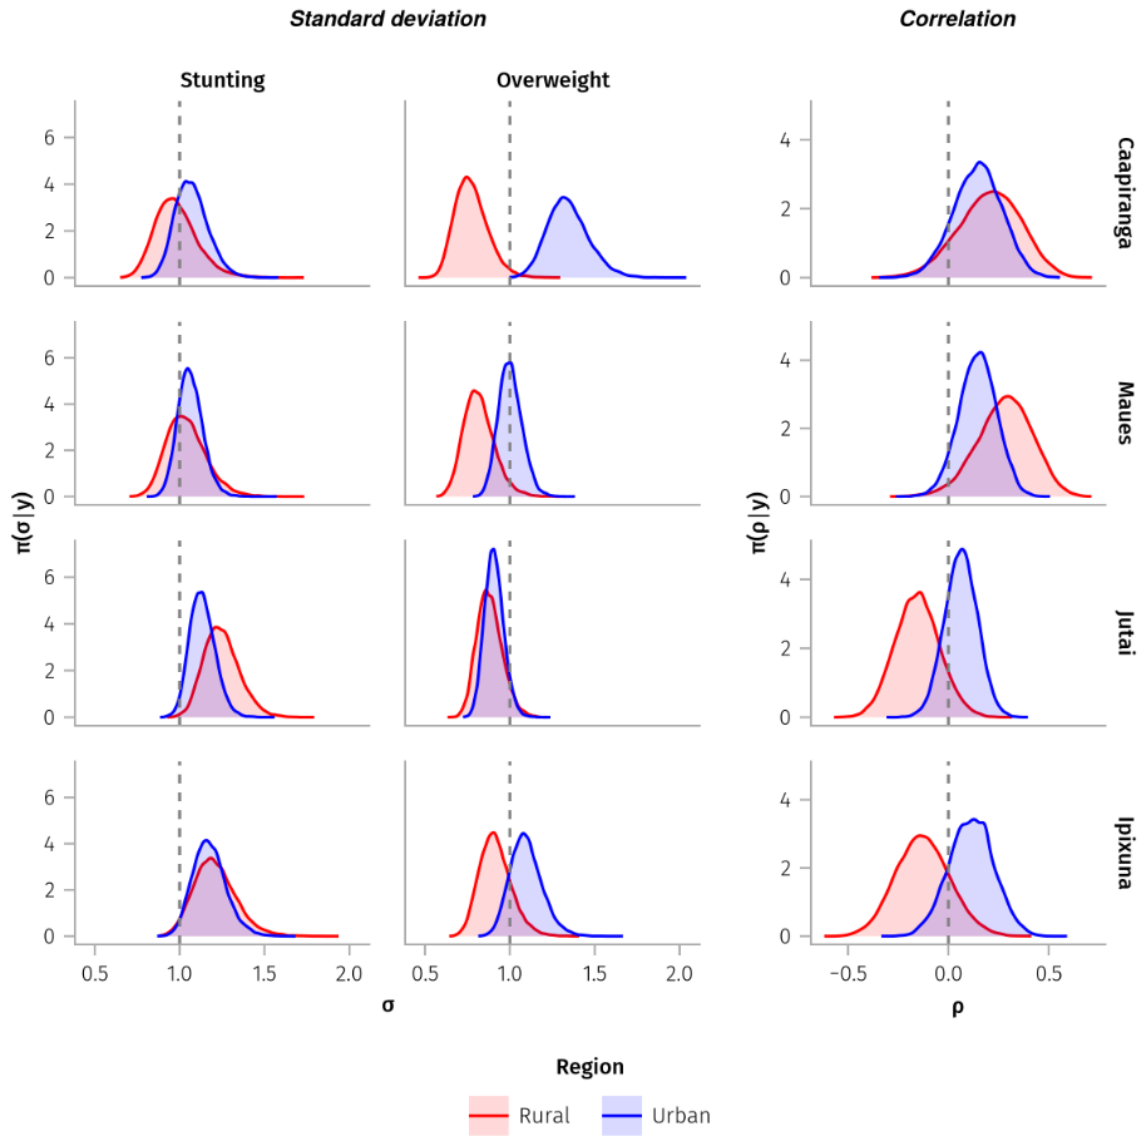 Standard deviation
Correlation
Stunting
Overweight
6
4
2
0
4
2
0
Caapiranga
6
4
2
0
4
2
0
Maues
π(σ | y)
π(ρ | y)
6
4
2
0
4
2
0
Jutai
6
4
2
0
4
2
0
Ipixuna
0.5 1.0 1.5 2.0
0.5 1.0 1.5 2.0
−0.5 0.0 0.5
σ
ρ
Region
Rural
Urban